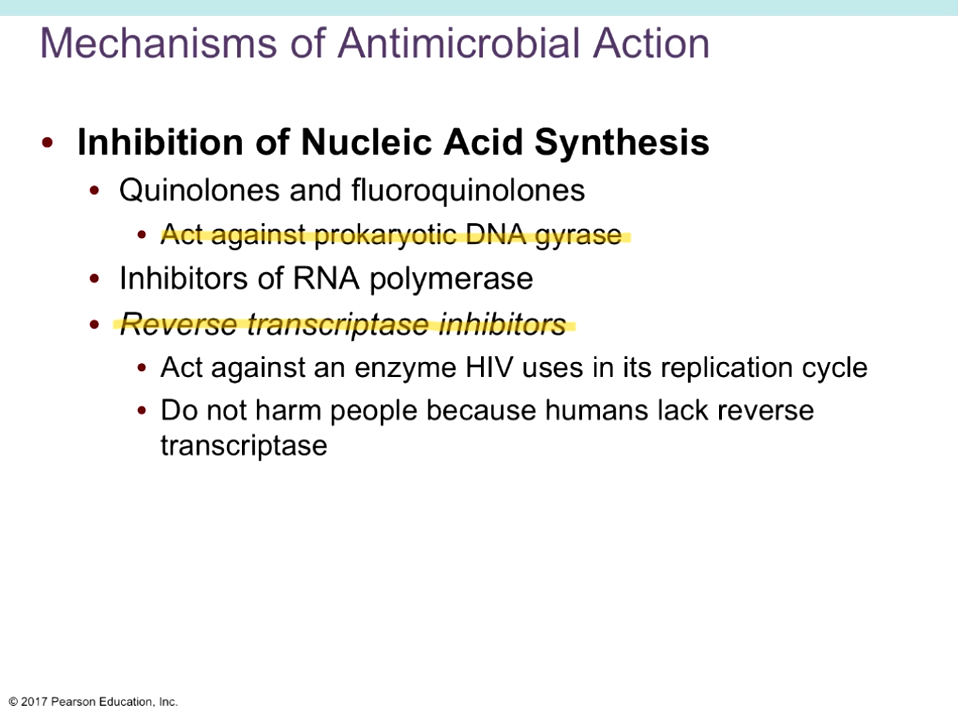 Mechanisms of Antimicrobial Action
• Inhibition of Nucleic Acid Synthesis
• Quinolones and fluoroquinolones
• Act against prokaryotic DNA gyrase
• Inhibitors of RNA polymerase
• Reverse transcriptase inhibitors
• Act against an enzyme HIV uses in its replication cycle
• Do not harm people because humans lack reverse
transcriptase
© 2017 Pearson Education, Inc.